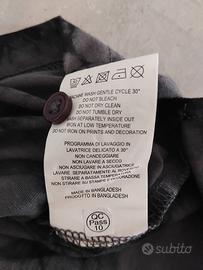 MACHINE WASH GENTLE CYCLE 30°
DO NOT BLEACH
DO NOT DRY CLEAN
DO NOT TUMBLE DRY
WASH SEPARATELY INSIDE OUT
IRON AT LOW TEMPERATURE
DO NOT IRON ON PRINTS AND DECORATION
PROGRAMMA DI LAVAGGIO IN
LAVATRICE DELICATO A 30°
NON CANDEGGIARE
NON LAVARE A SECCO
NON ASCIUGARE IN ASCIUGATRICE
LAVARE SEPARATAMENTE AL ROVESCIO
STIRARE A BASSA TEMPERATURA
NON STIRARE SU STAMPE E
MADE IN BANGLADESH
PRODOTTO IN BANGLADESH
QC
Pass
10
subito